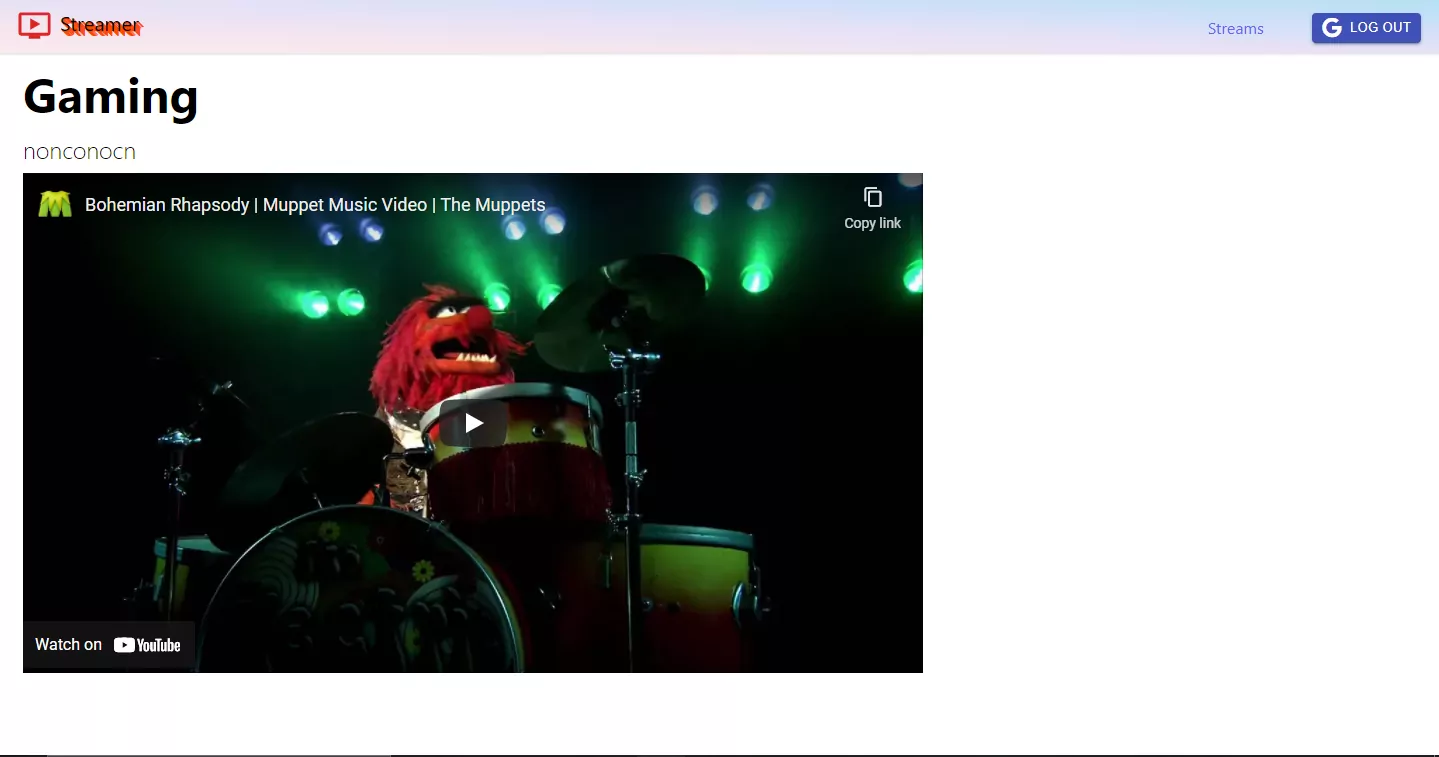 Streamer
Streams
LOG OUT
Gaming
nonconocn
Bohemian Rhapsody | Muppet Music Video | The Muppets
Copy link
Watch on YouTube